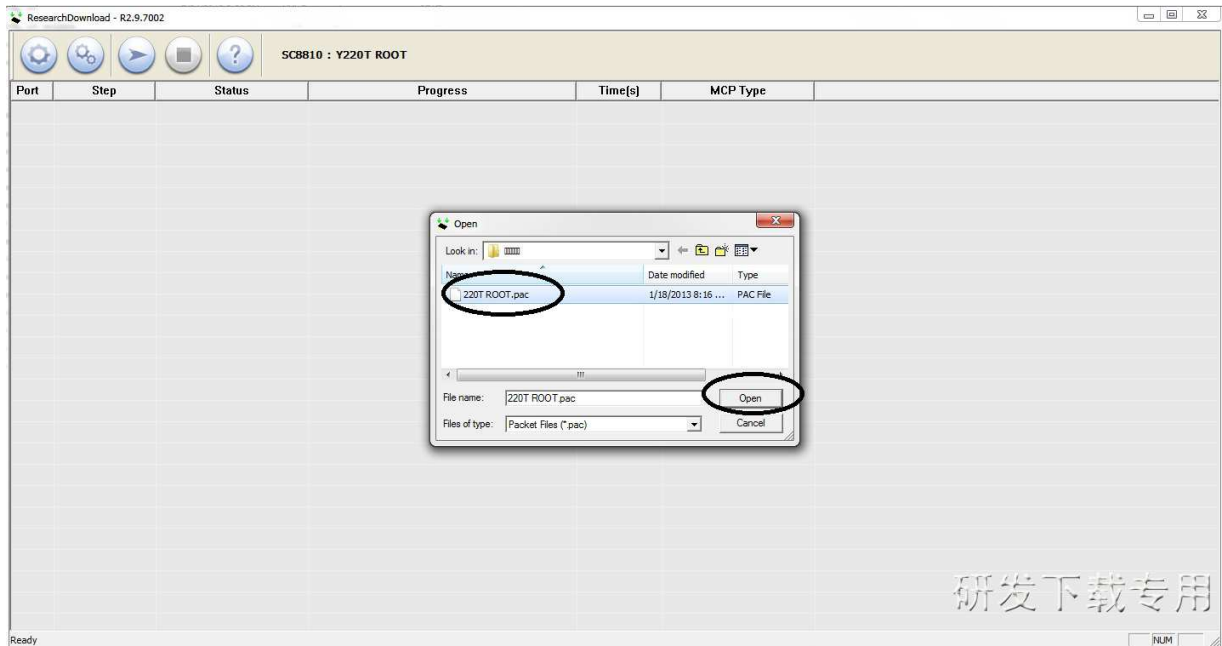 ResearchDownload - R2.9.7002
SC8810 : Y220T ROOT
Port Step Status Progress Time(s) MCP Type
Open
Look in:
Name Date modified Type
220T ROOT.pac 1/18/2013 8:16 ... PAC File
File name: 220T ROOT.pac Open
Files of type: Packet Files (*.pac) Cancel
研发下载专用
Ready NUM